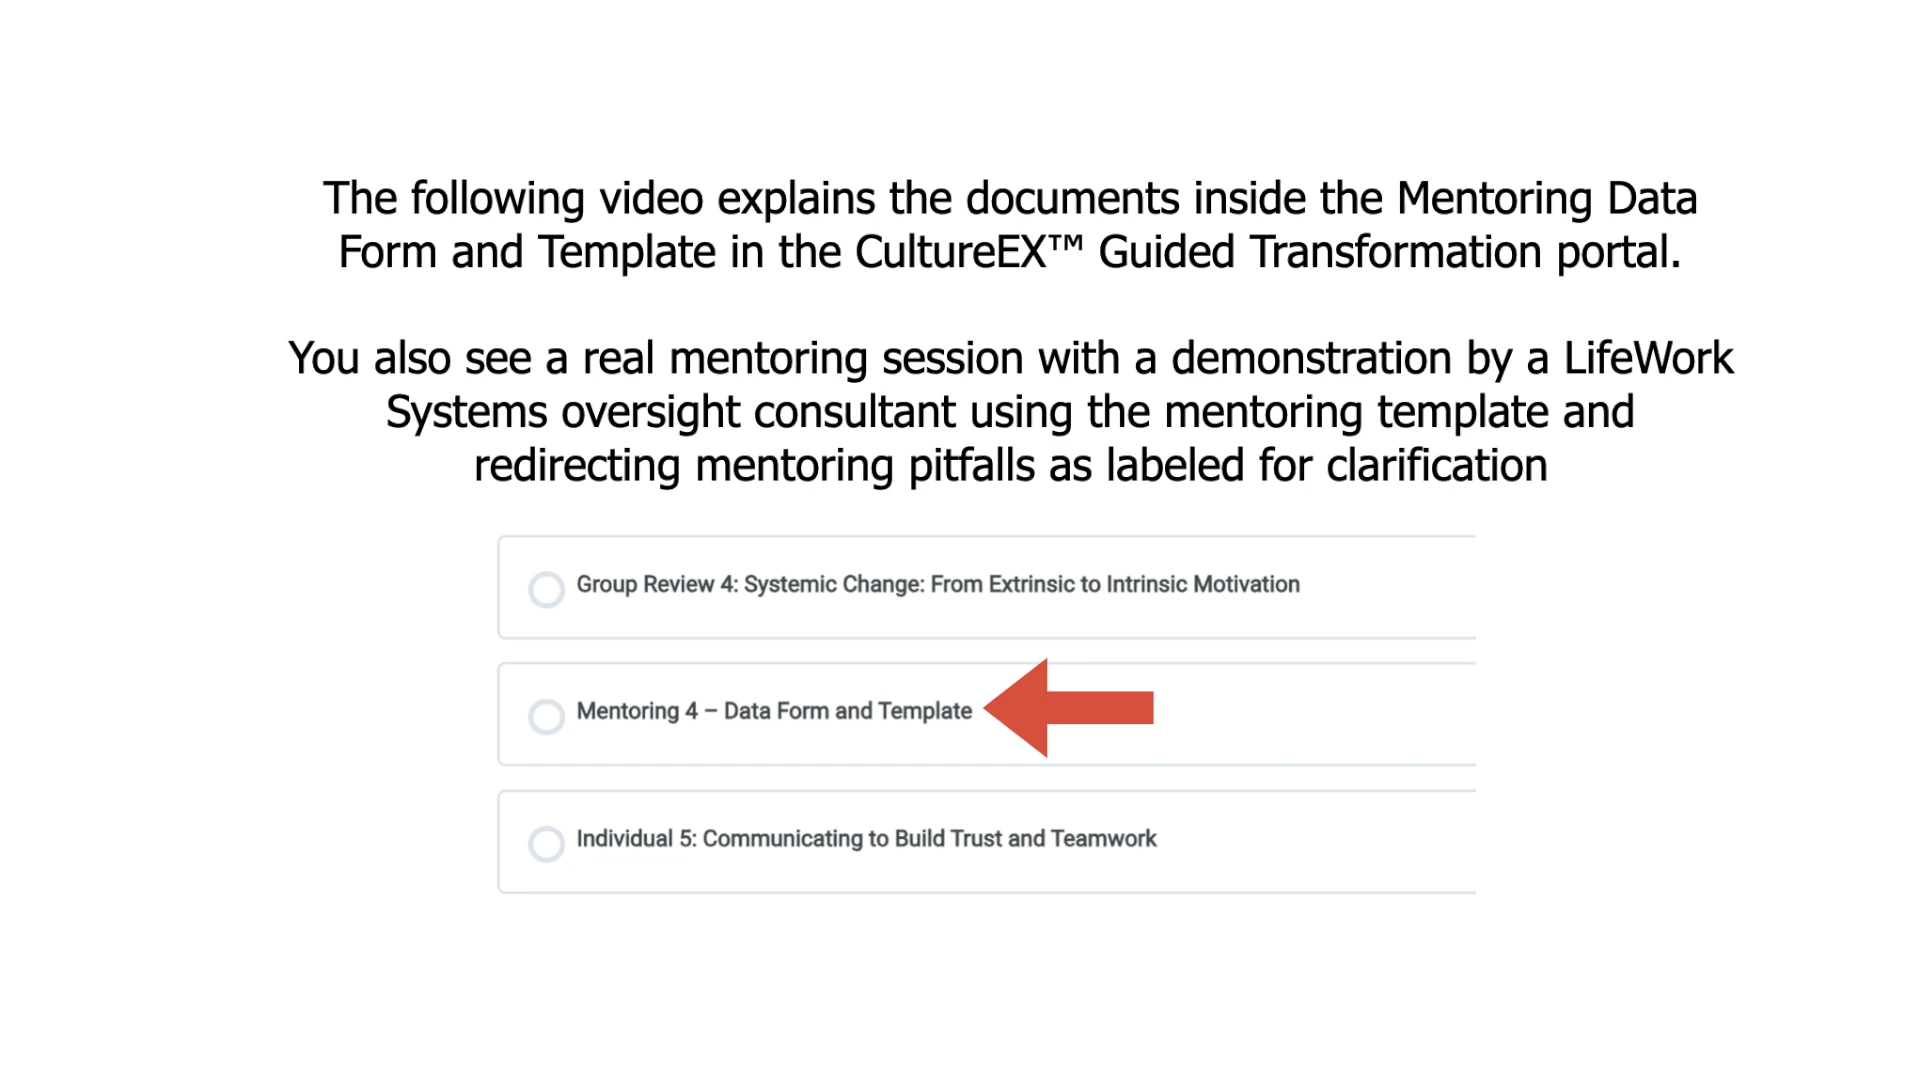 The following video explains the documents inside the Mentoring Data
Form and Template in the CultureEX™ Guided Transformation portal.
You also see a real mentoring session with a demonstration by a LifeWork
Systems oversight consultant using the mentoring template and
redirecting mentoring pitfalls as labeled for clarification
Group Review 4: Systemic Change: From Extrinsic to Intrinsic Motivation
Mentoring 4 – Data Form and Template
Individual 5: Communicating to Build Trust and Teamwork